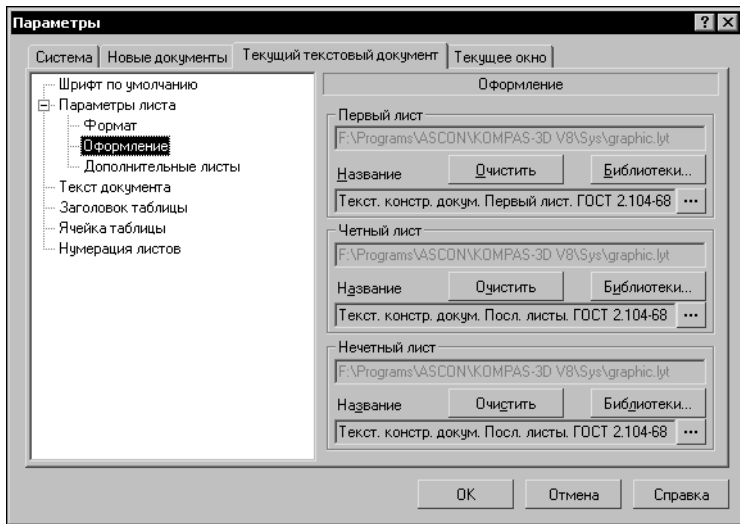 Параметры
Система Новые документы Текущий текстовый документ Текущее окно
Шрифт по умолчанию
Параметры листа
Формат
Оформление
Дополнительные листы
Текст документа
Заголовок таблицы
Ячейка таблицы
Нумерация листов
Оформление
Первый лист
F:\Programs\ASCON\KOMPAS-3D V8\Sys\graphic.lyt
Название Очистить Библиотеки...
Текст. констр. докум. Первый лист. ГОСТ 2.104-68 ...
Четный лист
F:\Programs\ASCON\KOMPAS-3D V8\Sys\graphic.lyt
Название Очистить Библиотеки...
Текст. констр. докум. Посл. листы. ГОСТ 2.104-68 ...
Нечетный лист
F:\Programs\ASCON\KOMPAS-3D V8\Sys\graphic.lyt
Название Очистить Библиотеки...
Текст. констр. докум. Посл. листы. ГОСТ 2.104-68 ...
OK Отмена Справка